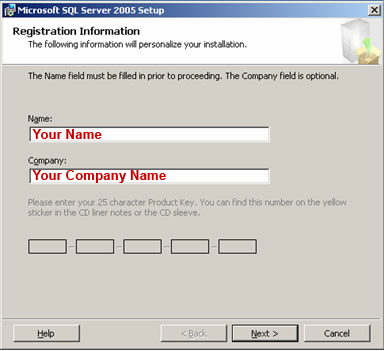 Microsoft SQL Server 2005 Setup
Registration Information
The following information will personalize your installation.
The Name field must be filled in prior to proceeding. The Company field is optional.
Name:
Your Name
Company:
Your Company Name
Please enter your 25 character Product Key. You can find this number on the yellow
sticker in the CD liner notes or the CD sleeve.
Help
< Back
Next >
Cancel